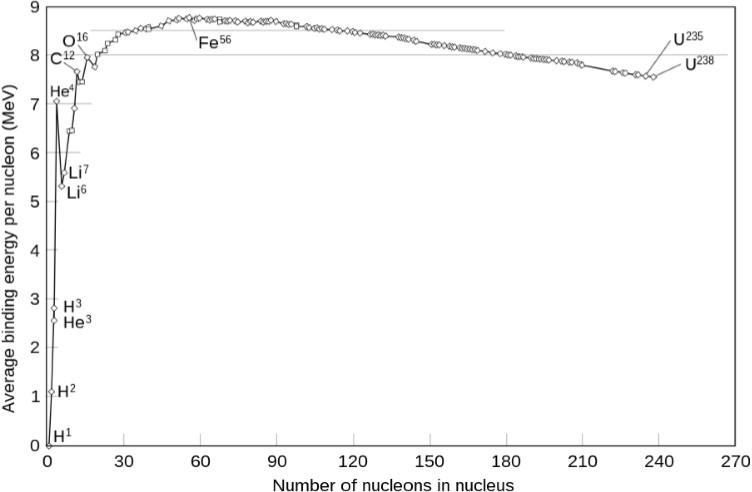 Average binding energy per nucleon (MeV)
9
8
7
6
5
4
3
2
1
0
O¹⁶
C¹²
He⁴
Li⁷
Li⁶
H³
He³
H²
H¹
Fe⁵⁶
U²³⁵
U²³⁸
0 30 60 90 120 150 180 210 240 270
Number of nucleons in nucleus